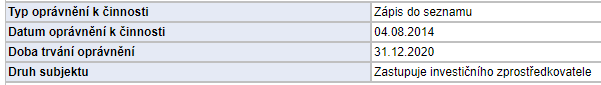 Typ oprávnění k činnosti Zápis do seznamu
Datum oprávnění k činnosti 04.08.2014
Doba trvání oprávnění 31.12.2020
Druh subjektu Zastupuje investičního zprostředkovatele